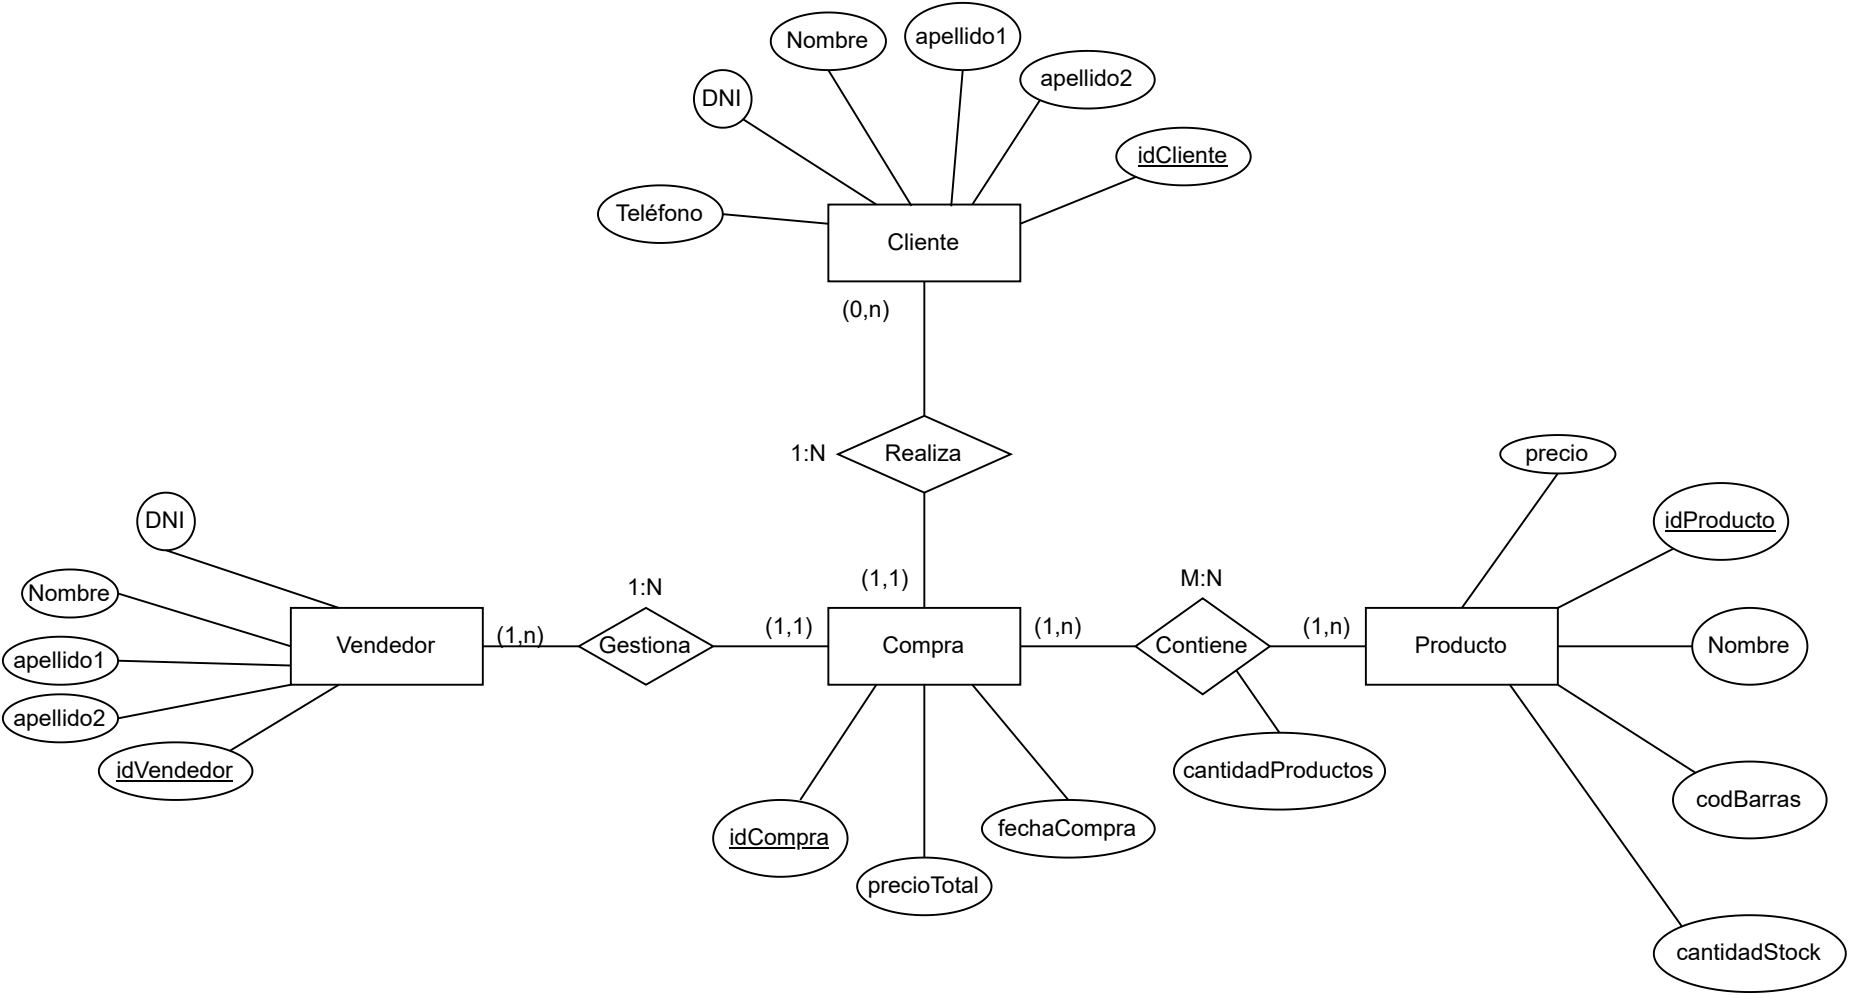 apellido1
Nombre
apellido2
DNI
idCliente
Teléfono
Cliente
(0,n)
1:N
Realiza
precio
DNI
idProducto
(1,1)
M:N
1:N
Nombre
(1,n)
(1,1)
(1,n)
(1,n)
Vendedor
Gestiona
Compra
Contiene
Producto
Nombre
apellido1
apellido2
idVendedor
cantidadProductos
codBarras
idCompra
fechaCompra
precioTotal
cantidadStock